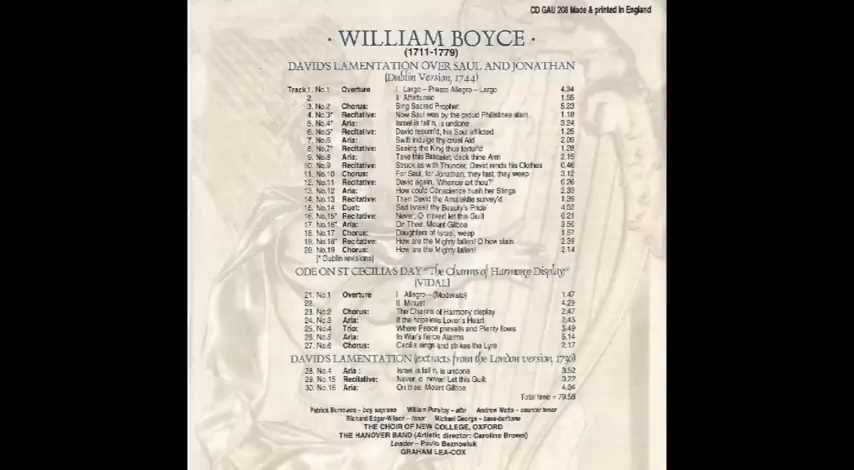 CD GAU 208 Made & printed in England
· WILLIAM BOYCE ·
(1711-1779)
DAVID'S LAMENTATION OVER SAUL AND JONATHAN
(Dublin Version, 1744)
Track 1. No.1 Overture I. Largo – Presto Allegro – Largo 4.34
2. II. Affettuoso 1.55
3. No.2 Chorus: Sing Sacred Prophet 5.23
4. No.3* Recitative: Now Saul was by the proud Philistines slain 1.18
5. No.4* Aria: Israel is fall'n, is undone 3.24
6. No.5* Recitative: David return'd, his Soul afflicted 1.25
7. No.6 Aria: Swift indulge thy cruel Aid 2.09
8. No.7* Recitative: Seeing the King thus tortur'd 1.28
9. No.8 Aria: Take this Bracelet, deck thine Arm 2.15
10. No.9 Recitative: Struck as with Thunder, David rends his Clothes 0.46
11. No.10 Chorus: For Saul, for Jonathan, they fast, they weep 3.12
12. No.11 Recitative: David again, 'Whence art thou?' 0.26
13. No.12 Aria: How could Conscience hush her Stings 2.33
14. No.13 Recitative: Then David the Amalekite survey'd 1.39
15. No.14 Duet: Sad Israel thy Beauty's Pride 4.52
16. No.15* Recitative: Never, O never! let this Guilt 0.21
17. No.16* Aria: On Thee, Mount Gilboa 3.56
18. No.17 Chorus: Daughters of Israel, weep 1.57
19. No.18* Recitative: How are the Mighty fallen! O how slain 2.39
20. No.19 Chorus: How are the Mighty fallen! 2.14
(* Dublin revisions)
ODE ON ST CECILIA'S DAY "The Charms of Harmony Display"
(VIDAL)
21. No.1 Overture I. Allegro – (Moderato) 1.47
22. II. Minuet 4.29
23. No.2 Chorus: The Charms of Harmony display 2.47
24. No.3 Aria: If the hopeless Lover's Heart 2.45
25. No.4 Trio: Where Peace prevails and Plenty flows 3.49
26. No.5 Aria: In War's fierce Alarms 5.14
27. No.6 Chorus: Cecilia sings and strikes the Lyre 2.17
DAVID'S LAMENTATION (extracts from the London version, 1736)
28. No.4 Aria : Israel is fall'n, is undone 3.52
29. No.15 Recitative: Never, o never! Let this Guilt 0.22
30. No.16 Aria: On thee, Mount Gilboa 4.04
Total time = 79.58
Patrick Burrowes – boy soprano William Purefoy – alto Andrew Watts – counter tenor
Richard Edgar-Wilson – tenor Michael George – bass-baritone
THE CHOIR OF NEW COLLEGE, OXFORD
THE HANOVER BAND (Artistic director: Caroline Brown)
Leader – Pavlo Beznosiuk
GRAHAM LEA-COX